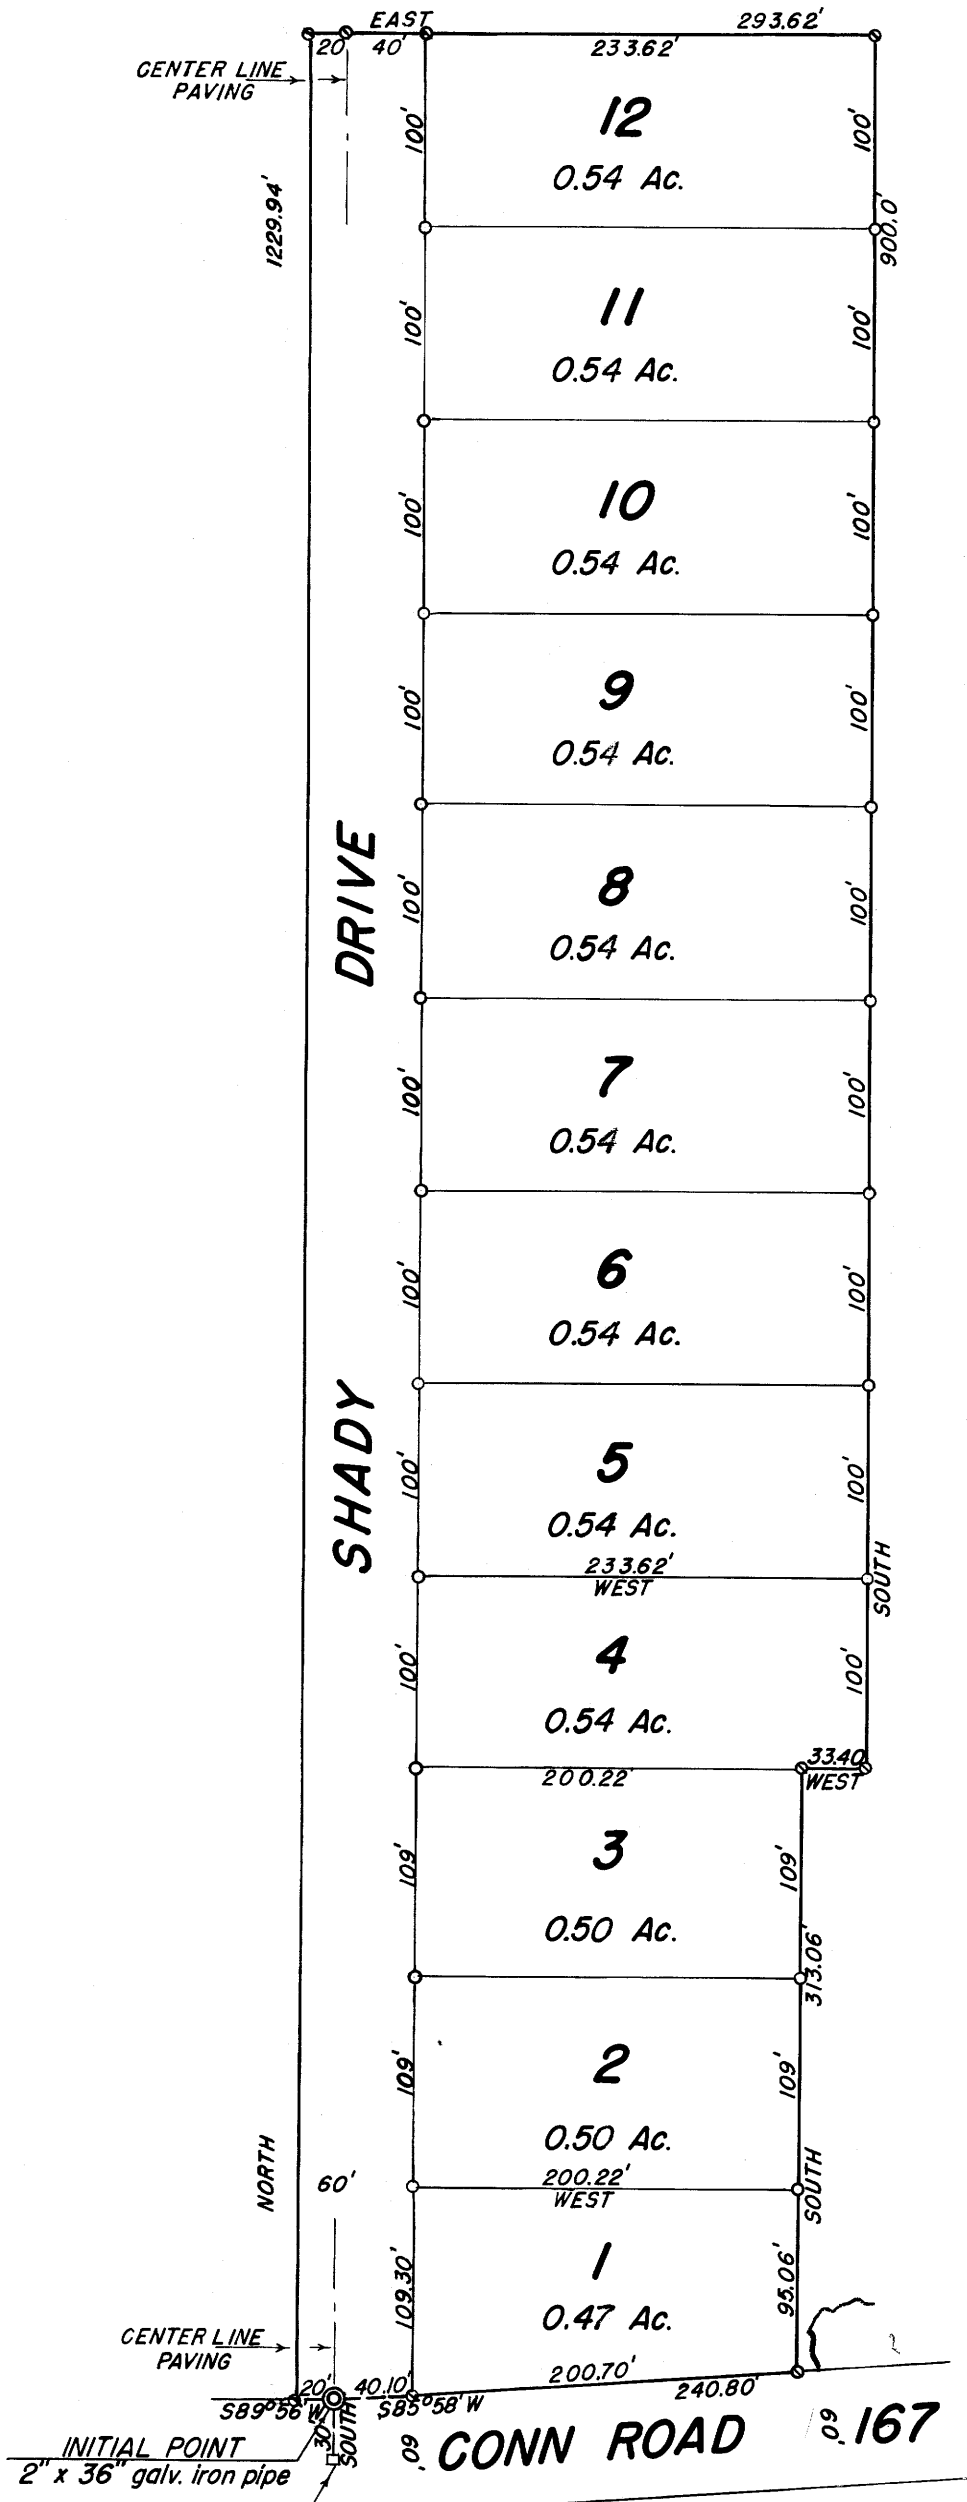 EAST 293.62'
20' 40' 233.62'
CENTER LINE
PAVING
1229.94'
100' 12 100'
0.54 Ac.
900.0'
100' 11 100'
0.54 Ac.
100' 10 100'
0.54 Ac.
100' 9 100'
0.54 Ac.
100' 8 100'
0.54 Ac.
SHADY DRIVE
100' 7 100'
0.54 Ac.
100' 6 100'
0.54 Ac.
100' 5 100'
0.54 Ac.
233.62'
WEST
SOUTH
100' 4 100'
0.54 Ac.
33.40
WEST
200.22'
109' 3 109'
0.50 Ac.
313.06'
109' 2 109'
0.50 Ac.
200.22'
WEST
SOUTH
NORTH
60'
109.30' 1 95.06'
0.47 Ac.
CENTER LINE
PAVING
200.70'
240.80'
20' 40.10'
S89°56'W S85°58'W
30'
SOUTH
INITIAL POINT
2" x 36" galv. iron pipe
60' CONN ROAD 60' 167